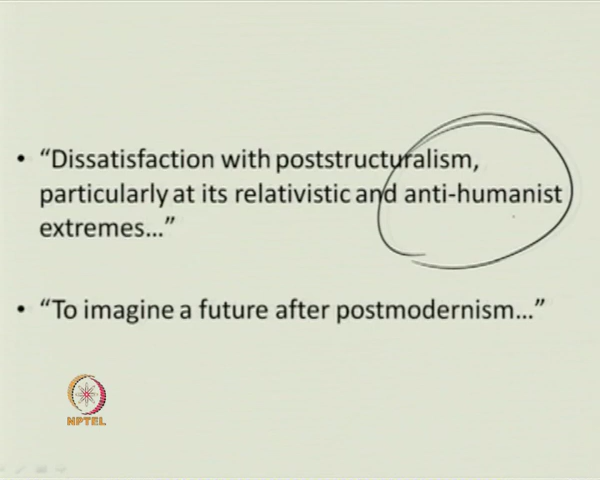 • “Dissatisfaction with poststructuralism,
particularly at its relativistic and anti-humanist
extremes…”
• “To imagine a future after postmodernism…”
NPTEL